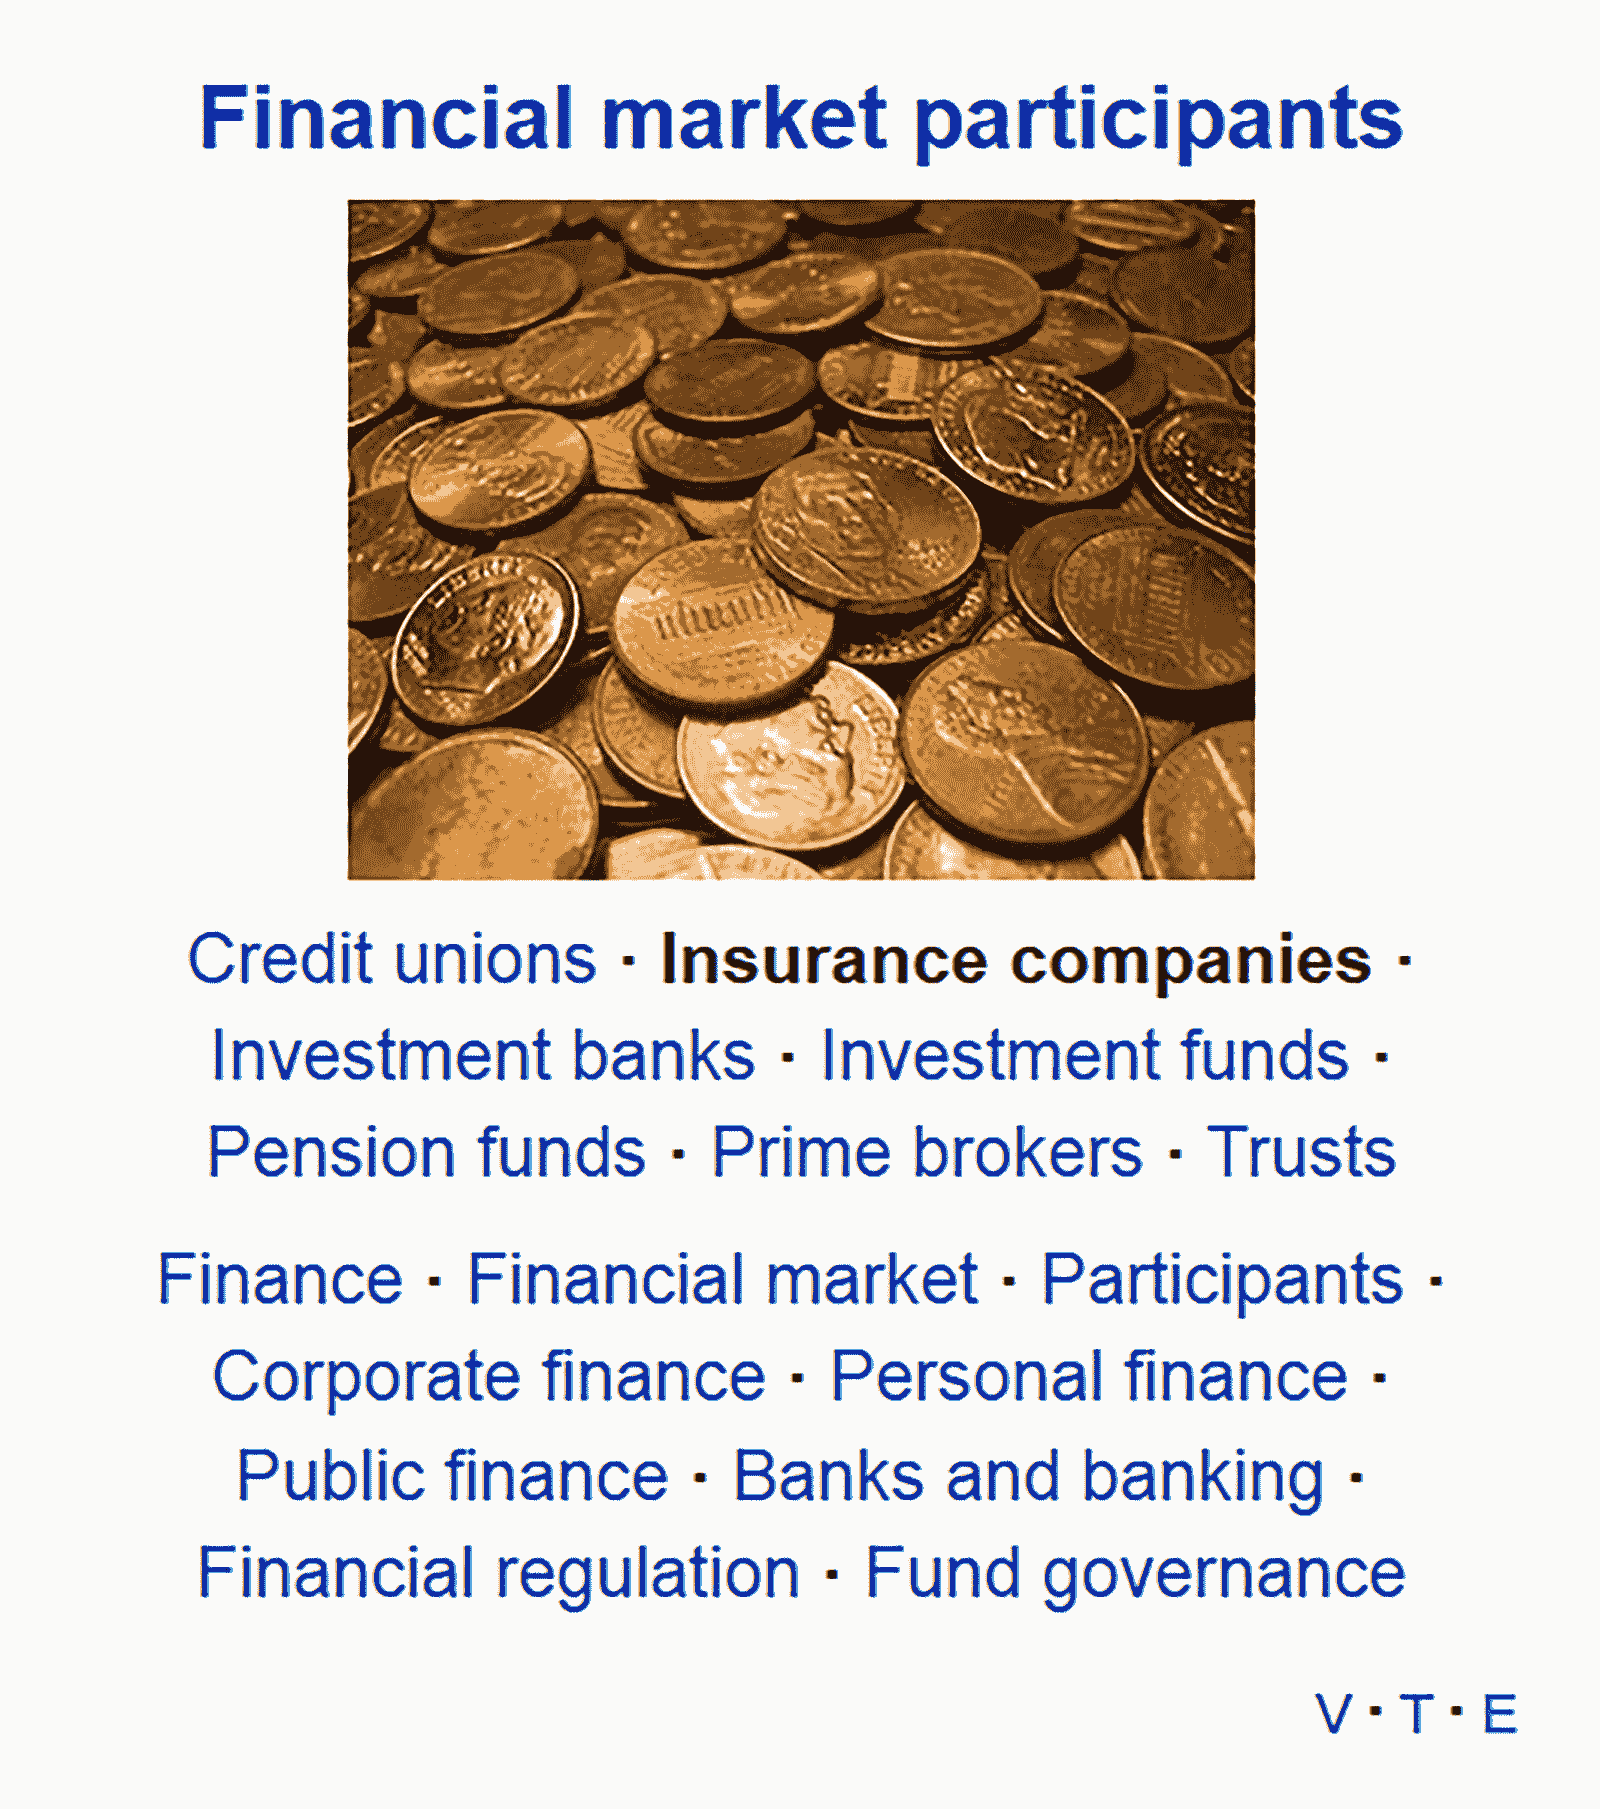 Financial market participants
Credit unions · Insurance companies ·
Investment banks · Investment funds ·
Pension funds · Prime brokers · Trusts
Finance · Financial market · Participants ·
Corporate finance · Personal finance ·
Public finance · Banks and banking ·
Financial regulation · Fund governance
V · T · E